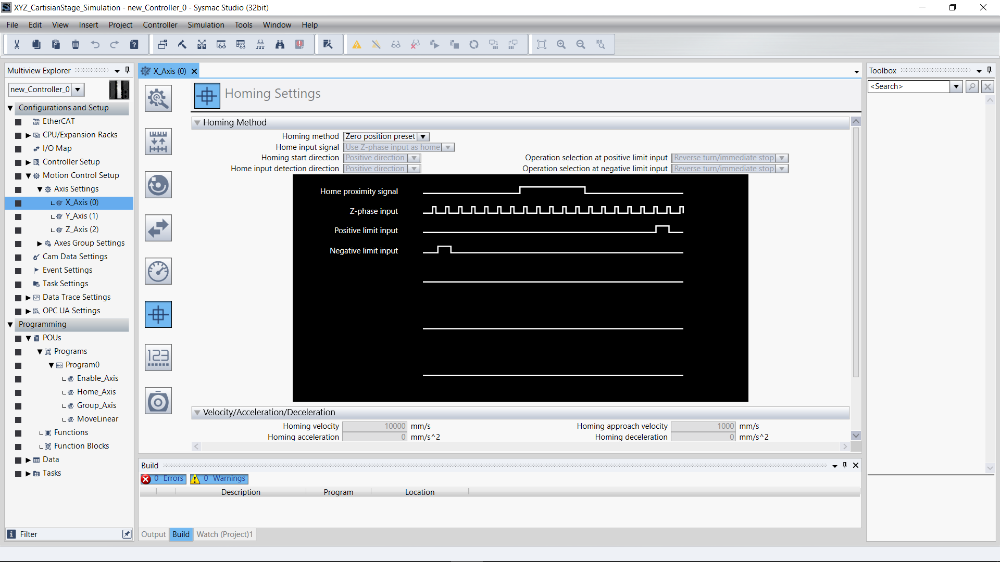 XYZ_CartisianStage_Simulation - new_Controller_0 - Sysmac Studio (32bit)
File Edit View Insert Project Controller Simulation Tools Window Help
Multiview Explorer
new_Controller_0
Configurations and Setup
EtherCAT
CPU/Expansion Racks
I/O Map
Controller Setup
Motion Control Setup
Axis Settings
X_Axis (0)
Y_Axis (1)
Z_Axis (2)
Axes Group Settings
Cam Data Settings
Event Settings
Task Settings
Data Trace Settings
OPC UA Settings
Programming
POUs
Programs
Program0
Enable_Axis
Home_Axis
Group_Axis
MoveLinear
Functions
Function Blocks
Data
Tasks
Filter
X_Axis (0)
123
Homing Settings
Homing Method
Homing method Zero position preset
Home input signal Use Z-phase input as home
Homing start direction Positive direction Operation selection at positive limit input Reverse turn/immediate stop
Home input detection direction Positive direction Operation selection at negative limit input Reverse turn/immediate stop
Home proximity signal
Z-phase input
Positive limit input
Negative limit input
Velocity/Acceleration/Deceleration
Homing velocity 10000 mm/s Homing approach velocity 1000 mm/s
Homing acceleration 0 mm/s^2 Homing deceleration 0 mm/s^2
Build
0 Errors 0 Warnings
Description Program Location
Output Build Watch (Project)1
Toolbox
<Search>